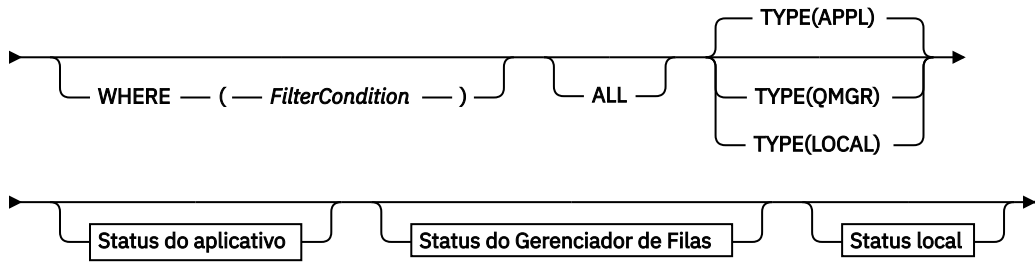 TYPE(APPL)
WHERE — ( — FilterCondition — ) ALL TYPE(QMGR)
TYPE(LOCAL)
Status do aplicativo Status do Gerenciador de Filas Status local